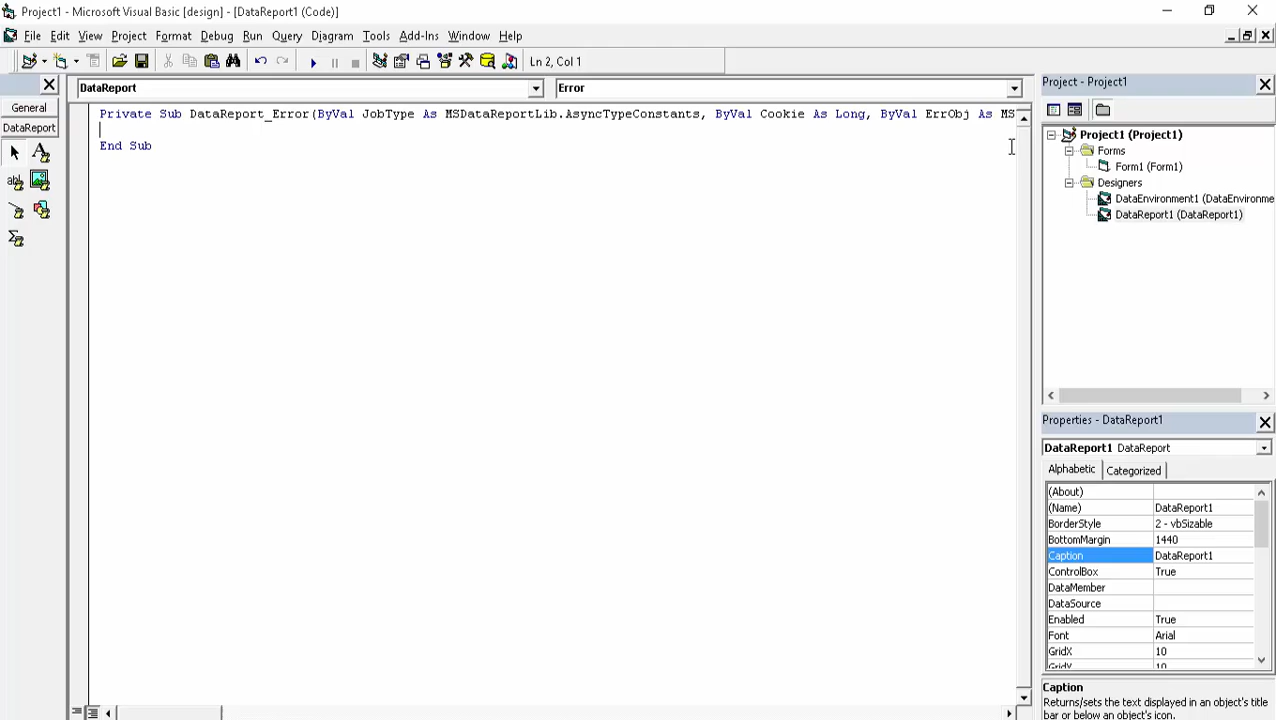 Project1 - Microsoft Visual Basic [design] - [DataReport1 (Code)]
File Edit View Project Format Debug Run Query Diagram Tools Add-Ins Window Help
Ln 2, Col 1
General
DataReport
DataReport Error
Private Sub DataReport_Error(ByVal JobType As MSDataReportLib.AsyncTypeConstants, ByVal Cookie As Long, ByVal ErrObj As MS
End Sub
Project - Project1
Project1 (Project1)
Forms
Form1 (Form1)
Designers
DataEnvironment1 (DataEnvironme
DataReport1 (DataReport1)
Properties - DataReport1
DataReport1 DataReport
Alphabetic Categorized
(About)
(Name) DataReport1
BorderStyle 2 - vbSizable
BottomMargin 1440
Caption DataReport1
ControlBox True
DataMember
DataSource
Enabled True
Font Arial
GridX 10
GridY 10
Caption
Returns/sets the text displayed in an object's title
bar or below an object's icon.